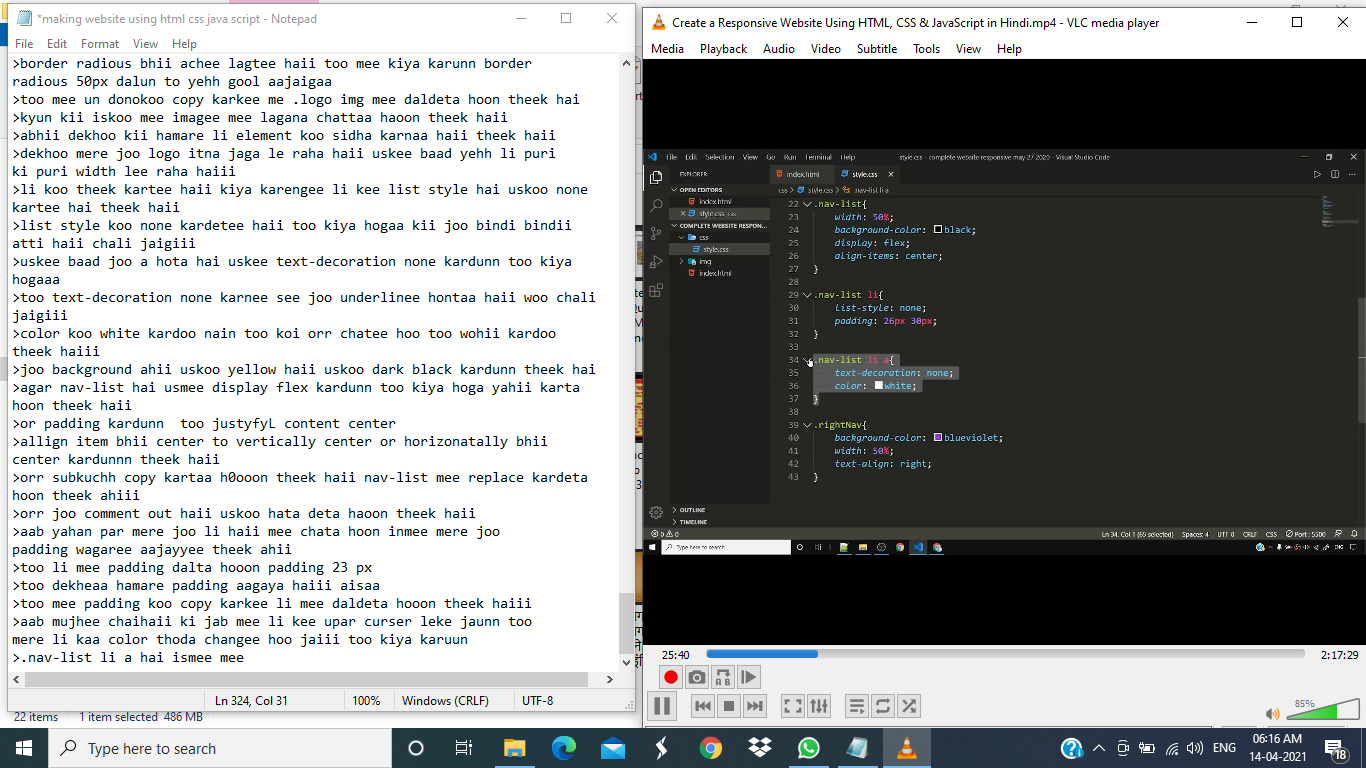 *making website using html css java script - Notepad
File Edit Format View Help
>border radious bhii achee lagtee haii too mee kiya karunn border
radious 50px dalun to yehh gool aajaigaa
>too mee un donokoo copy karkee me .logo img mee daldeta hoon theek hai
>kyun kii iskoo mee imagee mee lagana chattaa haoon theek haii
>abhii dekhoo kii hamare li element koo sidha karnaa haii theek haii
>dekhoo mere joo logo itna jaga le raha haii uskee baad yehh li puri
ki puri width lee raha haiii
>li koo theek kartee haii kiya karengee li kee list style hai uskoo none
kartee hai theek haii
>list style koo none kardetee haii too kiya hogaa kii joo bindi bindii
atti haii chali jaigiii
>uskee baad joo a hota hai uskee text-decoration none kardunn too kiya
hogaaa
>too text-decoration none karnee see joo underlinee hontaa haii woo chali
jaigiii
>color koo white kardoo nain too koi orr chatee hoo too wohii kardoo
theek haiii
>joo background ahii uskoo yellow haii uskoo dark black kardunn theek hai
>agar nav-list hai usmee display flex kardunn too kiya hoga yahii karta
hoon theek haii
>or padding kardunn  too justyfyL content center
>allign item bhii center to vertically center or horizonatally bhii
center kardunnn theek haii
>orr subkuchh copy kartaa h0ooon theek haii nav-list mee replace kardeta
hoon theek ahiii
>orr joo comment out haii uskoo hata deta haoon theek haii
>aab yahan par mere joo li haii mee chata hoon inmee mere joo
padding wagaree aajayyee theek ahii
>too li mee padding dalta hooon padding 23 px
>too dekheaa hamare padding aagaya haiii aisaa
>too mee padding koo copy karkee li mee daldeta hooon theek haiii
>aab mujhee chaihaii ki jab mee li kee upar curser leke jaunn too
mere li kaa color thoda changee hoo jaiii too kiya karuun
>.nav-list li a hai ismee mee
Ln 324, Col 31 100% Windows (CRLF) UTF-8
22 items 1 item selected 486 MB
Create a Responsive Website Using HTML, CSS & JavaScript in Hindi.mp4 - VLC media player
Media Playback Audio Video Subtitle Tools View Help
File Edit Selection View Go Run Terminal Help
style.css - complete website responsive may 27 2020 - Visual Studio Code
EXPLORER
OPEN EDITORS
index.html
style.css css
COMPLETE WEBSITE RESPON...
css
style.css
img
index.html
OUTLINE
TIMELINE
index.html style.css
css > style.css > .nav-list li a
22 .nav-list{
23 width: 50%;
24 background-color: black;
25 display: flex;
26 align-items: center;
27 }
28
29 .nav-list li{
30 list-style: none;
31 padding: 26px 30px;
32 }
33
34 .nav-list li a{
35 text-decoration: none;
36 color: white;
37 }
38
39 .rightNav{
40 background-color: blueviolet;
41 width: 50%;
42 text-align: right;
43 }
0 0 Ln 34, Col 1 (65 selected) Spaces: 4 UTF-8 CRLF CSS Port : 5500
Type here to search ENG
25:40 2:17:29
85%
Type here to search
ENG 06:16 AM
14-04-2021
18